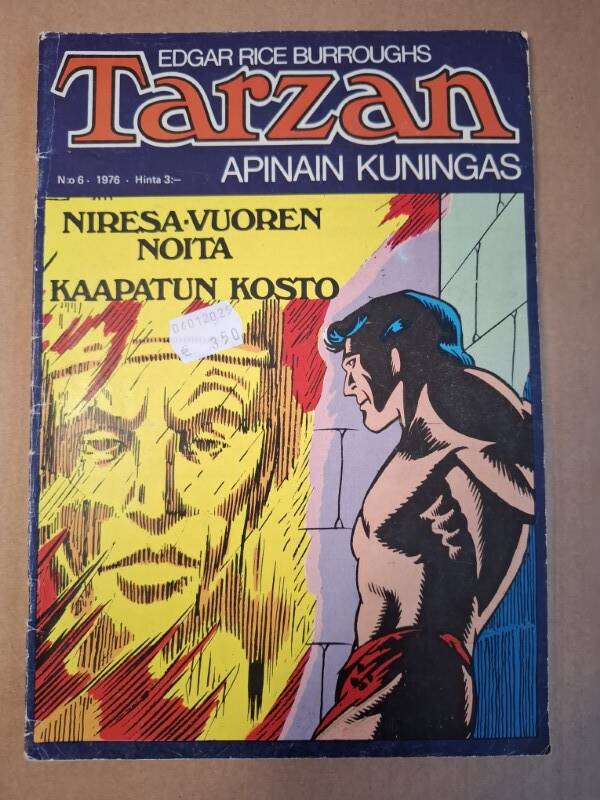 EDGAR RICE BURROUGHS
Tarzan
APINAIN KUNINGAS
N:o 6 · 1976 · Hinta 3:–
NIRESA-VUOREN
NOITA
KAAPATUN KOSTO
€ 3.50